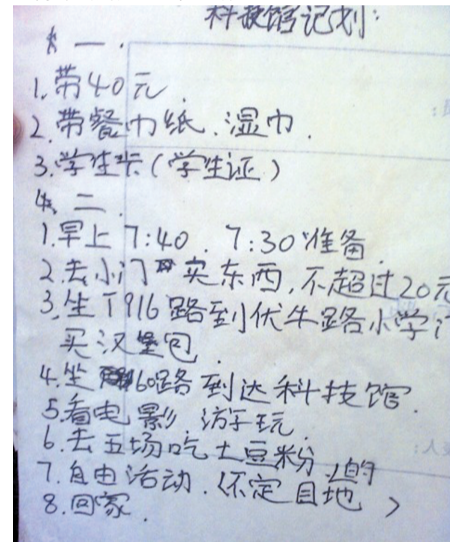 科技馆记划:
一.
1.带40元
2.带餐巾纸.湿巾.
3.学生卡(学生证)
二.
1.早上7:40.7:30准备.
2.去小门买东西,不超过20元
3.坐T916路到伏牛路小学
买汉堡包.
4.坐60路到达科技馆.
5.看电影 游玩.
6.去五场吃土豆粉.
7.自由活动.(不定目的地)
8.回家.